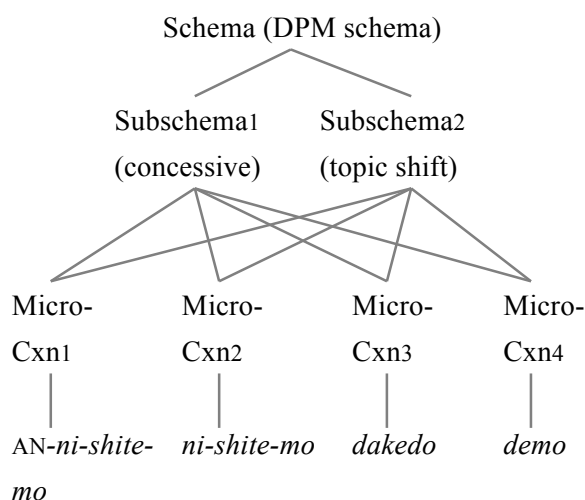 Schema (DPM schema)
Subschema1 Subschema2
(concessive) (topic shift)
Micro- Micro- Micro- Micro-
Cxn1 Cxn2 Cxn3 Cxn4
AN-ni-shite- ni-shite-mo dakedo demo
mo